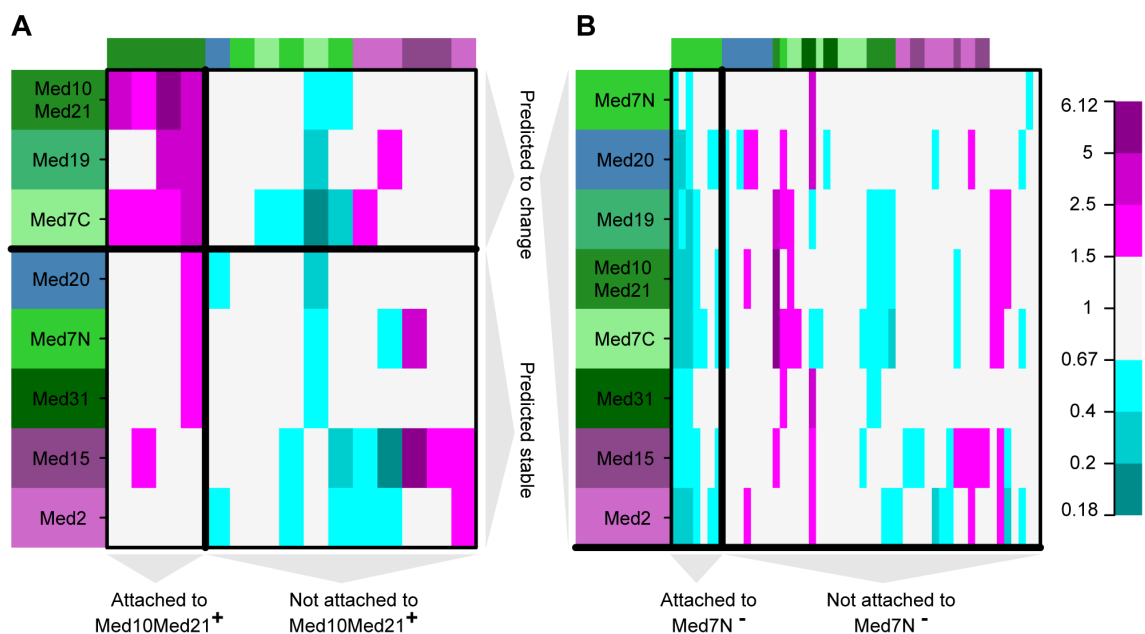 A
B
Med10
Med21
Med19
Med7C
Med20
Med7N
Med31
Med15
Med2
Predicted to change
Predicted stable
Attached to
Med10Med21+
Not attached to
Med10Med21+
Med7N
Med20
Med19
Med10
Med21
Med7C
Med31
Med15
Med2
Attached to
Med7N -
Not attached to
Med7N -
6.12
5
2.5
1.5
1
0.67
0.4
0.2
0.18